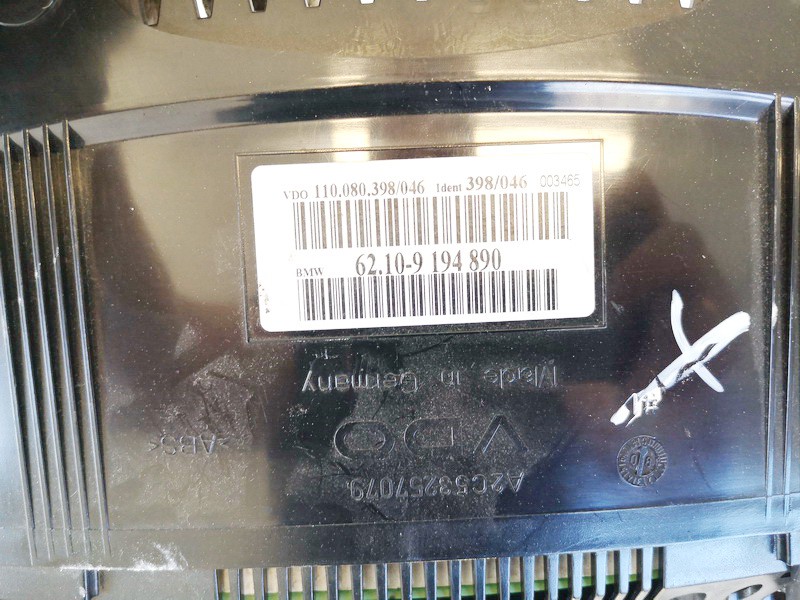 VDO 110.080.398/046 Ident 398/046 003465
BMW 62.10-9 194 890
Made in Germany
VDO
>ABS<
A2C53257079